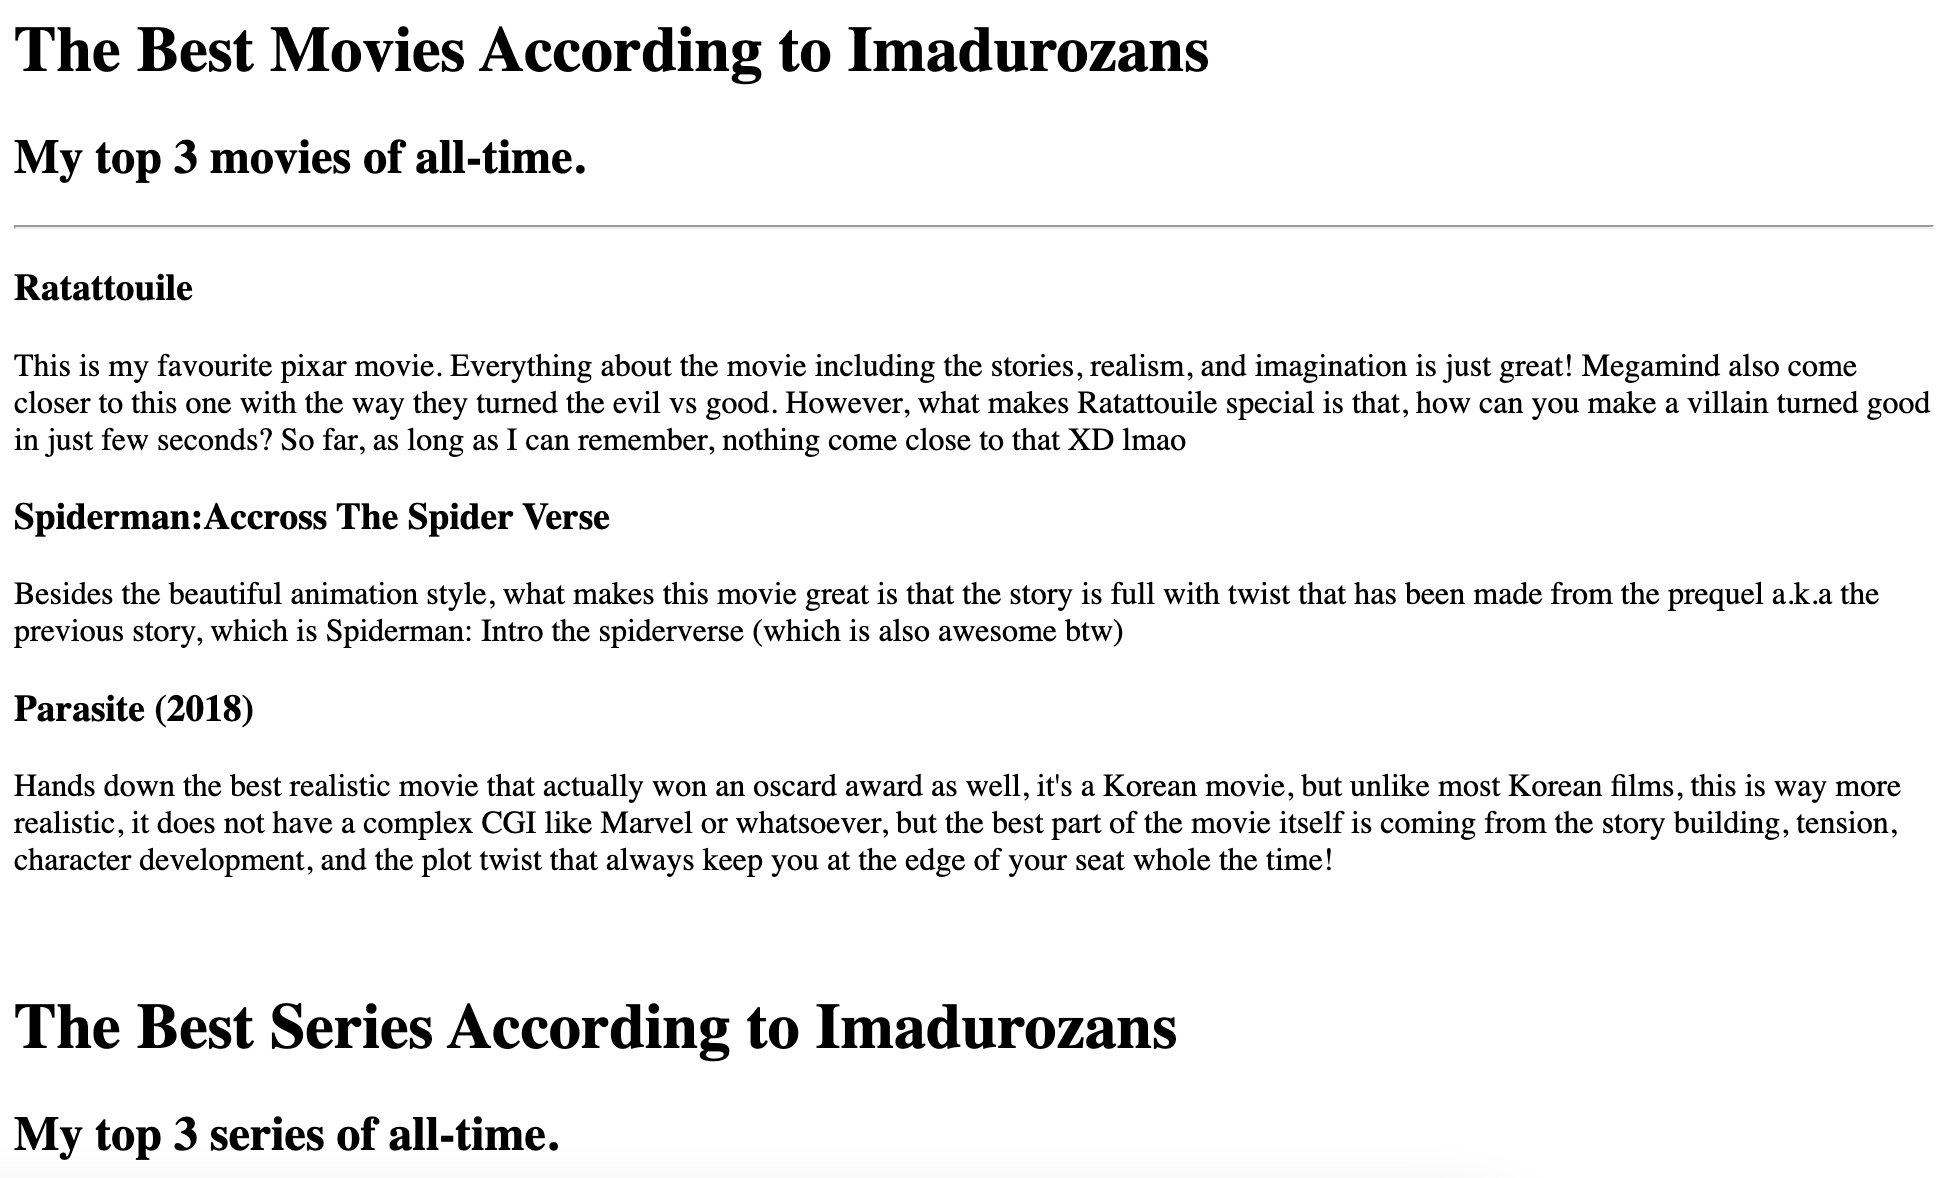 The Best Movies According to Imadurozans
My top 3 movies of all-time.
Ratattouile
This is my favourite pixar movie. Everything about the movie including the stories, realism, and imagination is just great! Megamind also come
closer to this one with the way they turned the evil vs good. However, what makes Ratattouile special is that, how can you make a villain turned good
in just few seconds? So far, as long as I can remember, nothing come close to that XD lmao
Spiderman:Accross The Spider Verse
Besides the beautiful animation style, what makes this movie great is that the story is full with twist that has been made from the prequel a.k.a the
previous story, which is Spiderman: Intro the spiderverse (which is also awesome btw)
Parasite (2018)
Hands down the best realistic movie that actually won an oscard award as well, it's a Korean movie, but unlike most Korean films, this is way more
realistic, it does not have a complex CGI like Marvel or whatsoever, but the best part of the movie itself is coming from the story building, tension,
character development, and the plot twist that always keep you at the edge of your seat whole the time!
The Best Series According to Imadurozans
My top 3 series of all-time.